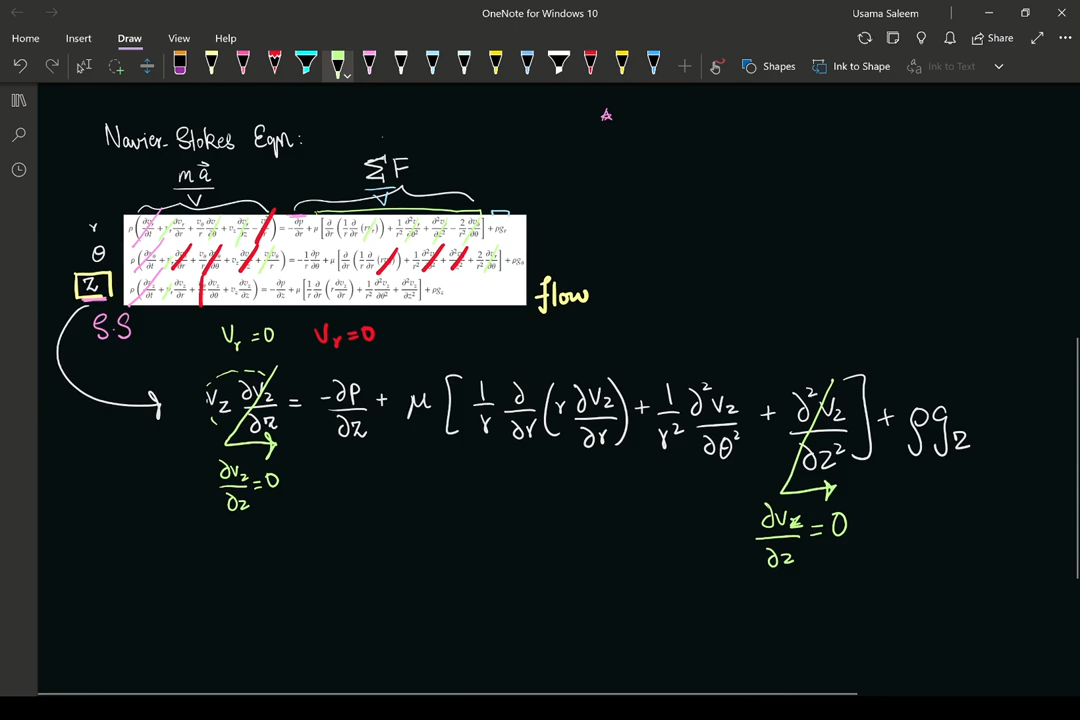 OneNote for Windows 10
Usama Saleem
Home Insert Draw View Help
Share
Shapes Ink to Shape Ink to Text
Navier-Stokes Eqn:
ma⃗/V
ΣF/V
r
θ
Z
flow
S.S
Vr =0 Vr =0
Vz ∂Vz/∂z = -∂P/∂z + μ [ 1/r ∂/∂r (r ∂Vz/∂r) + 1/r² ∂²Vz/∂θ² + ∂²Vz/∂z² ] + ρgz
∂Vz/∂z =0
∂Vz/∂z =0